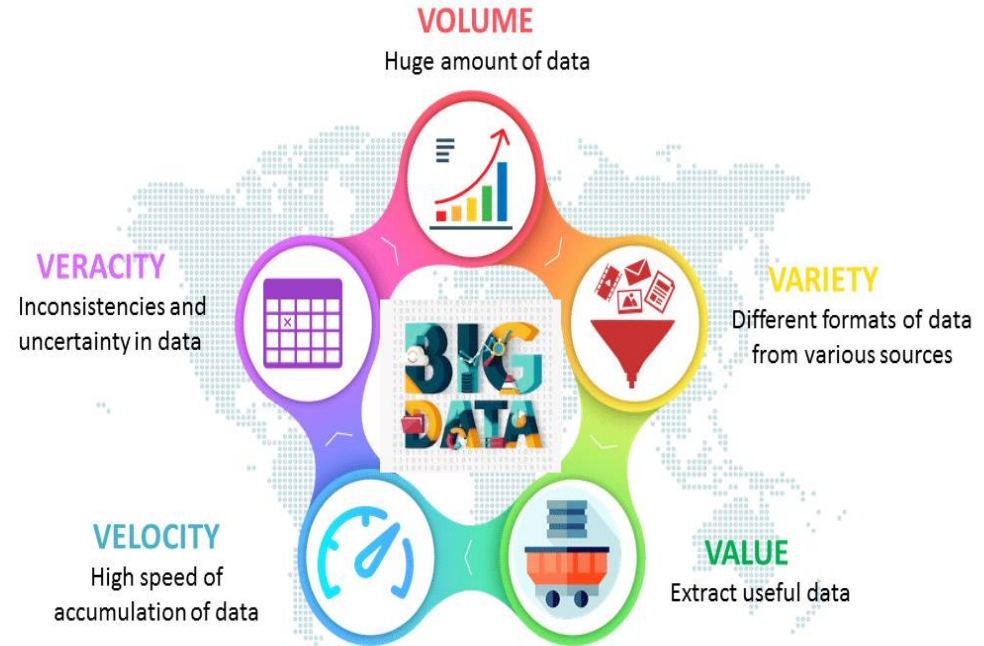 VOLUME
Huge amount of data
VERACITY
Inconsistencies and
uncertainty in data
VARIETY
Different formats of data
from various sources
X
BIG
DATA
VELOCITY
High speed of
accumulation of data
VALUE
Extract useful data